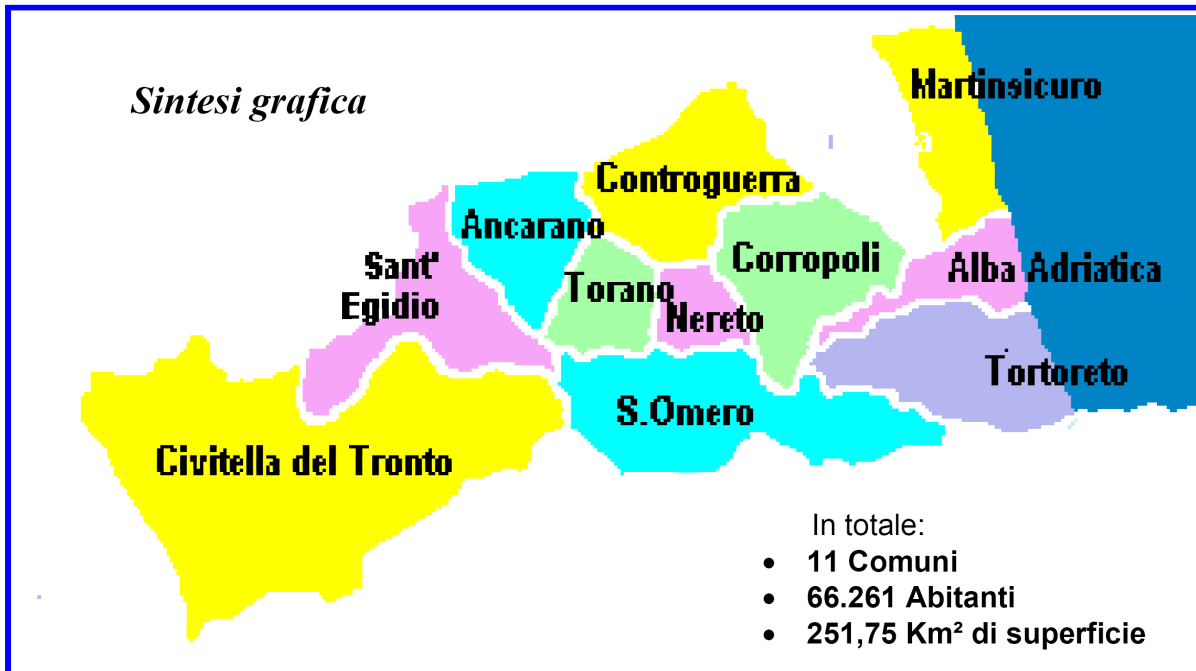 Sintesi grafica
Martinsicuro
Controguerra
Ancarano
Sant'
Egidio
Torano
Nereto
Corropoli
Alba Adriatica
Tortoreto
S.Omero
Civitella del Tronto
In totale:
• 11 Comuni
• 66.261 Abitanti
• 251,75 Km² di superficie